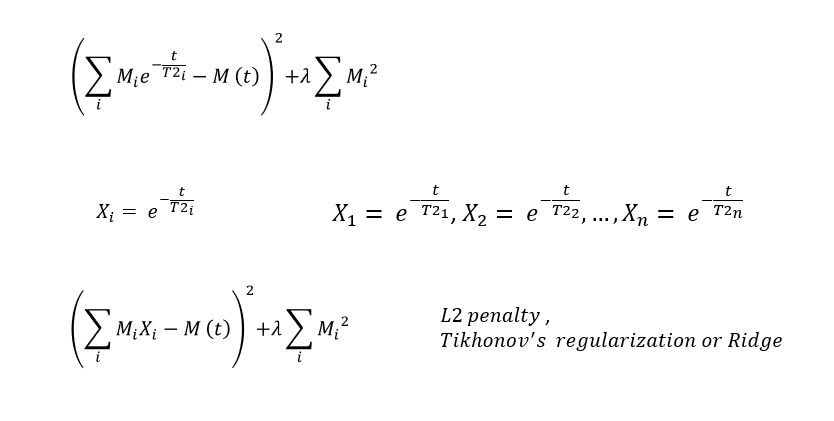 (∑ᵢ Mᵢe^(−t/T2ᵢ) − M (t))² +λ∑ᵢ Mᵢ²
Xᵢ = e^(−t/T2ᵢ) X₁ = e^(−t/T2₁), X₂ = e^(−t/T2₂), … , Xₙ = e^(−t/T2ₙ)
(∑ᵢ MᵢXᵢ − M (t))² +λ∑ᵢ Mᵢ²
L2 penalty ,
Tikhonov′s regularization or Ridge